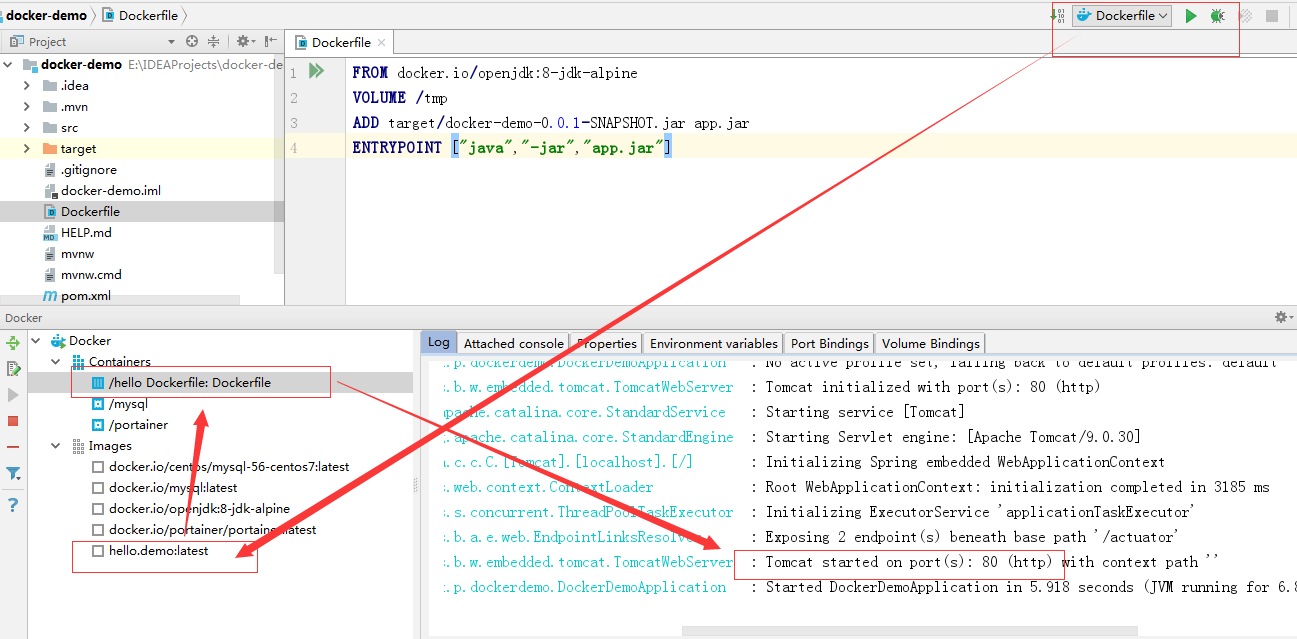 docker-demo Dockerfile
Dockerfile
Project
Dockerfile
docker-demo E:\IDEAProjects\docker-de
.idea
.mvn
src
target
.gitignore
docker-demo.iml
Dockerfile
HELP.md
mvnw
mvnw.cmd
pom.xml
1 FROM docker.io/openjdk:8-jdk-alpine
2 VOLUME /tmp
3 ADD target/docker-demo-0.0.1-SNAPSHOT.jar app.jar
4 ENTRYPOINT ["java","-jar","app.jar"]
Docker
Docker
Containers
/hello Dockerfile: Dockerfile
/mysql
/portainer
Images
docker.io/centos/mysql-56-centos7:latest
docker.io/mysql:latest
docker.io/openjdk:8-jdk-alpine
docker.io/portainer/portainer:latest
hello.demo:latest
Log Attached console Properties Environment variables Port Bindings Volume Bindings
.p.dockerdemo.DockerDemoApplication : No active profile set, falling back to default profiles: default
.b.w.embedded.tomcat.TomcatWebServer : Tomcat initialized with port(s): 80 (http)
apache.catalina.core.StandardService : Starting service [Tomcat]
.apache.catalina.core.StandardEngine : Starting Servlet engine: [Apache Tomcat/9.0.30]
.c.c.C.[Tomcat].[localhost].[/] : Initializing Spring embedded WebApplicationContext
.web.context.ContextLoader : Root WebApplicationContext: initialization completed in 3185 ms
.s.concurrent.ThreadPoolTaskExecutor : Initializing ExecutorService 'applicationTaskExecutor'
.b.a.e.web.EndpointLinksResolver : Exposing 2 endpoint(s) beneath base path '/actuator'
.b.w.embedded.tomcat.TomcatWebServer : Tomcat started on port(s): 80 (http) with context path ''
.p.dockerdemo.DockerDemoApplication : Started DockerDemoApplication in 5.918 seconds (JVM running for 6.8